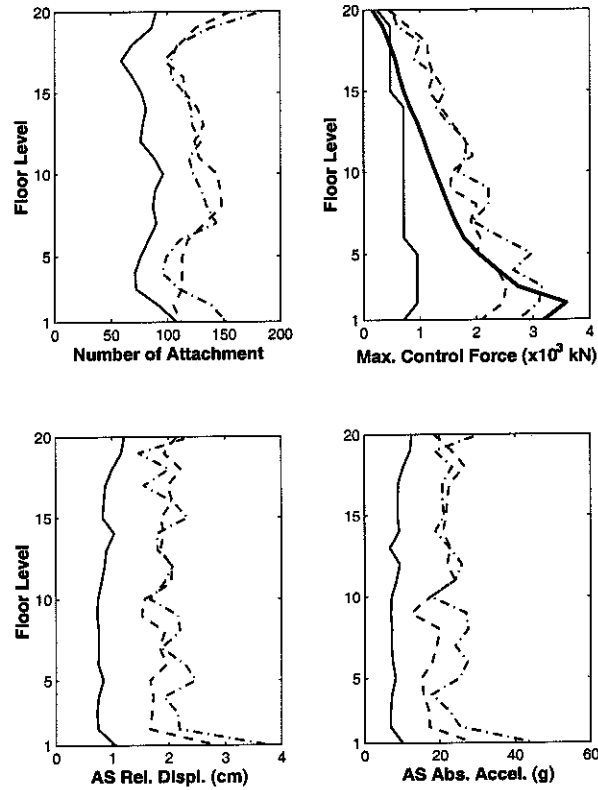 20
15
10
5
1
Floor Level
0 50 100 150 200
Number of Attachment
20
15
10
5
1
Floor Level
0 1 2 3 4
Max. Control Force (x10³ kN)
20
15
10
5
1
Floor Level
0 1 2 3 4
AS Rel. Displ. (cm)
20
15
10
5
1
0 20 40 60
AS Abs. Accel. (g)